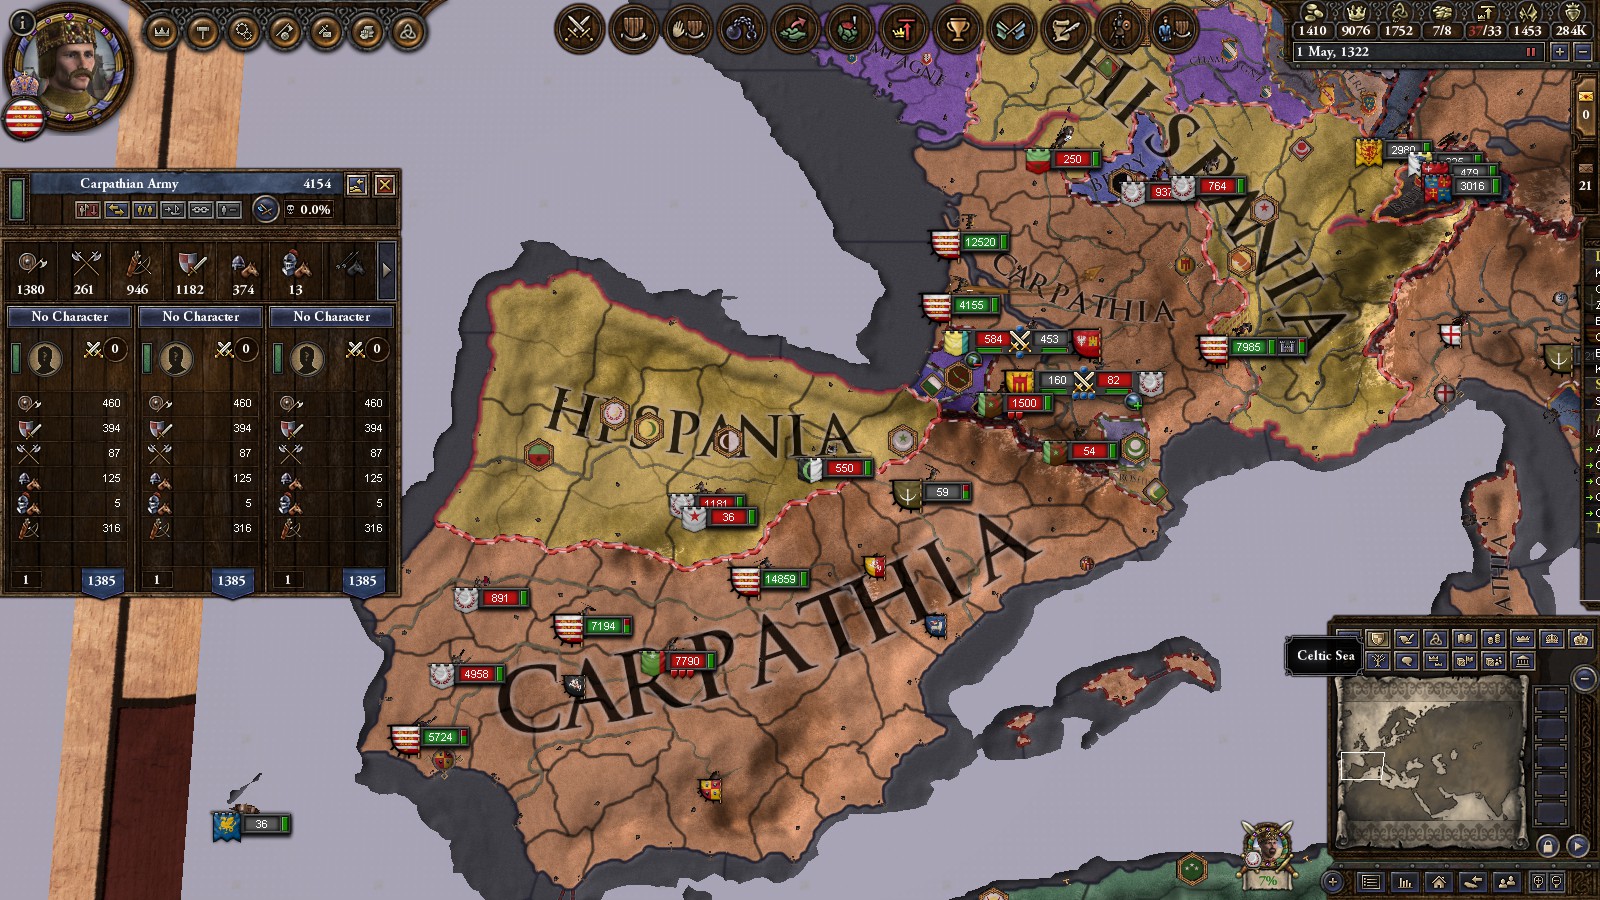 1410 9076 1752 7/8 37/33 1453 284K
1 May, 1322
0
21
Carpathian Army 4154
0.0%
1380 261 946 1182 374 13
No Character No Character No Character
0 0 0
460 460 460
394 394 394
87 87 87
125 125 125
5 5 5
316 316 316
1 1385 1 1385 1 1385
HISPANIA
CARPATHIA
HISPANIA
CARPATHIA
250
937
764
2980
479
3016
12520
4155
584 453
7985
160 82
1500
54
550
59
1181
36
14859
891
7194
7790
4958
5724
36
Celtic Sea
7%